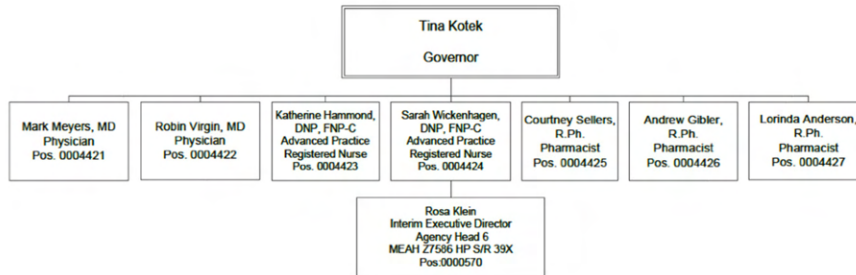 Tina Kotek
Governor
Mark Meyers, MD
Physician
Pos. 0004421
Robin Virgin, MD
Physician
Pos. 0004422
Katherine Hammond,
DNP, FNP-C
Advanced Practice
Registered Nurse
Pos. 0004423
Sarah Wickenhagen,
DNP, FNP-C
Advanced Practice
Registered Nurse
Pos. 0004424
Courtney Sellers,
R.Ph.
Pharmacist
Pos. 0004425
Andrew Gibler,
R.Ph.
Pharmacist
Pos. 0004426
Lorinda Anderson,
R.Ph.
Pharmacist
Pos. 0004427
Rosa Klein
Interim Executive Director
Agency Head 6
MEAH Z7586 HP S/R 39X
Pos:0000570